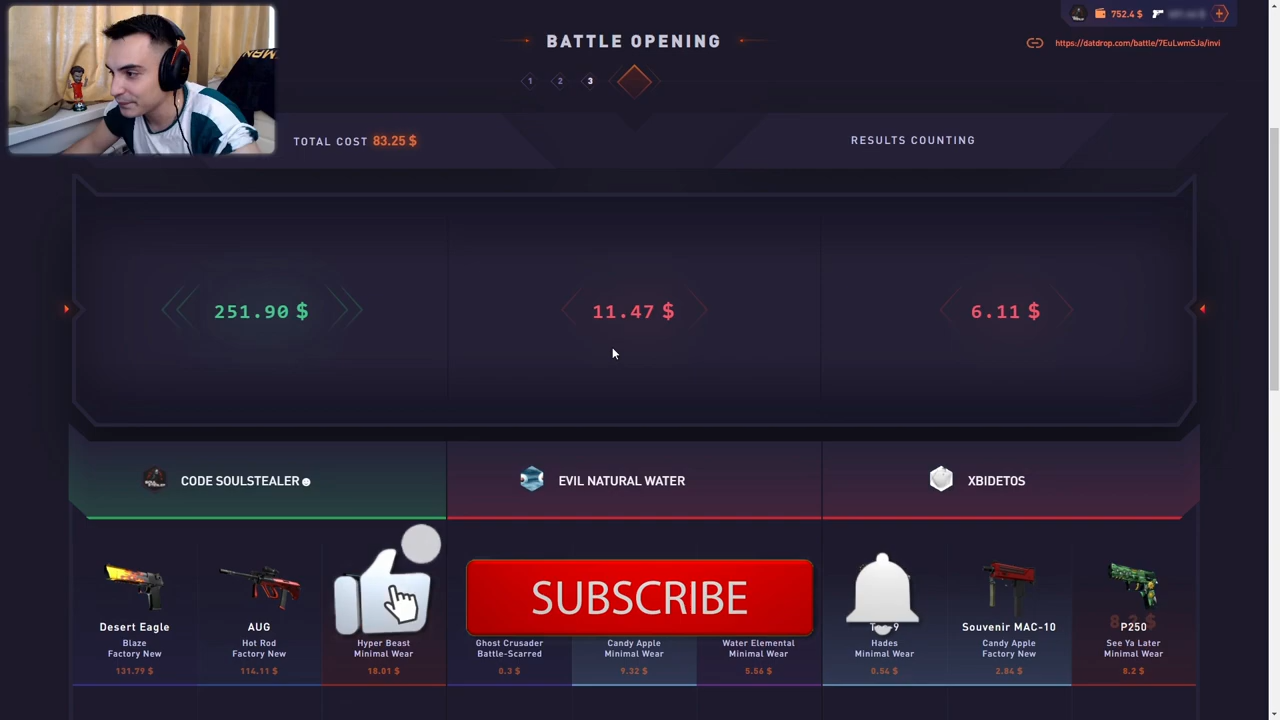 BATTLE OPENING
752.4 $
https://datdrop.com/battle/7EuLwmSJa/invi
1 2 3
TOTAL COST 83.25 $
RESULTS COUNTING
251.90 $
11.47 $
6.11 $
CODE SOULSTEALER
EVIL NATURAL WATER
XBIDETOS
SUBSCRIBE
Desert Eagle
Blaze
Factory New
131.79 $
AUG
Hot Rod
Factory New
114.11 $
Hyper Beast
Minimal Wear
18.01 $
Ghost Crusader
Battle-Scarred
0.3 $
Candy Apple
Minimal Wear
9.32 $
Water Elemental
Minimal Wear
5.56 $
Hades
Minimal Wear
0.54 $
Souvenir MAC-10
Candy Apple
Factory New
2.84 $
P250
See Ya Later
Minimal Wear
8.2 $